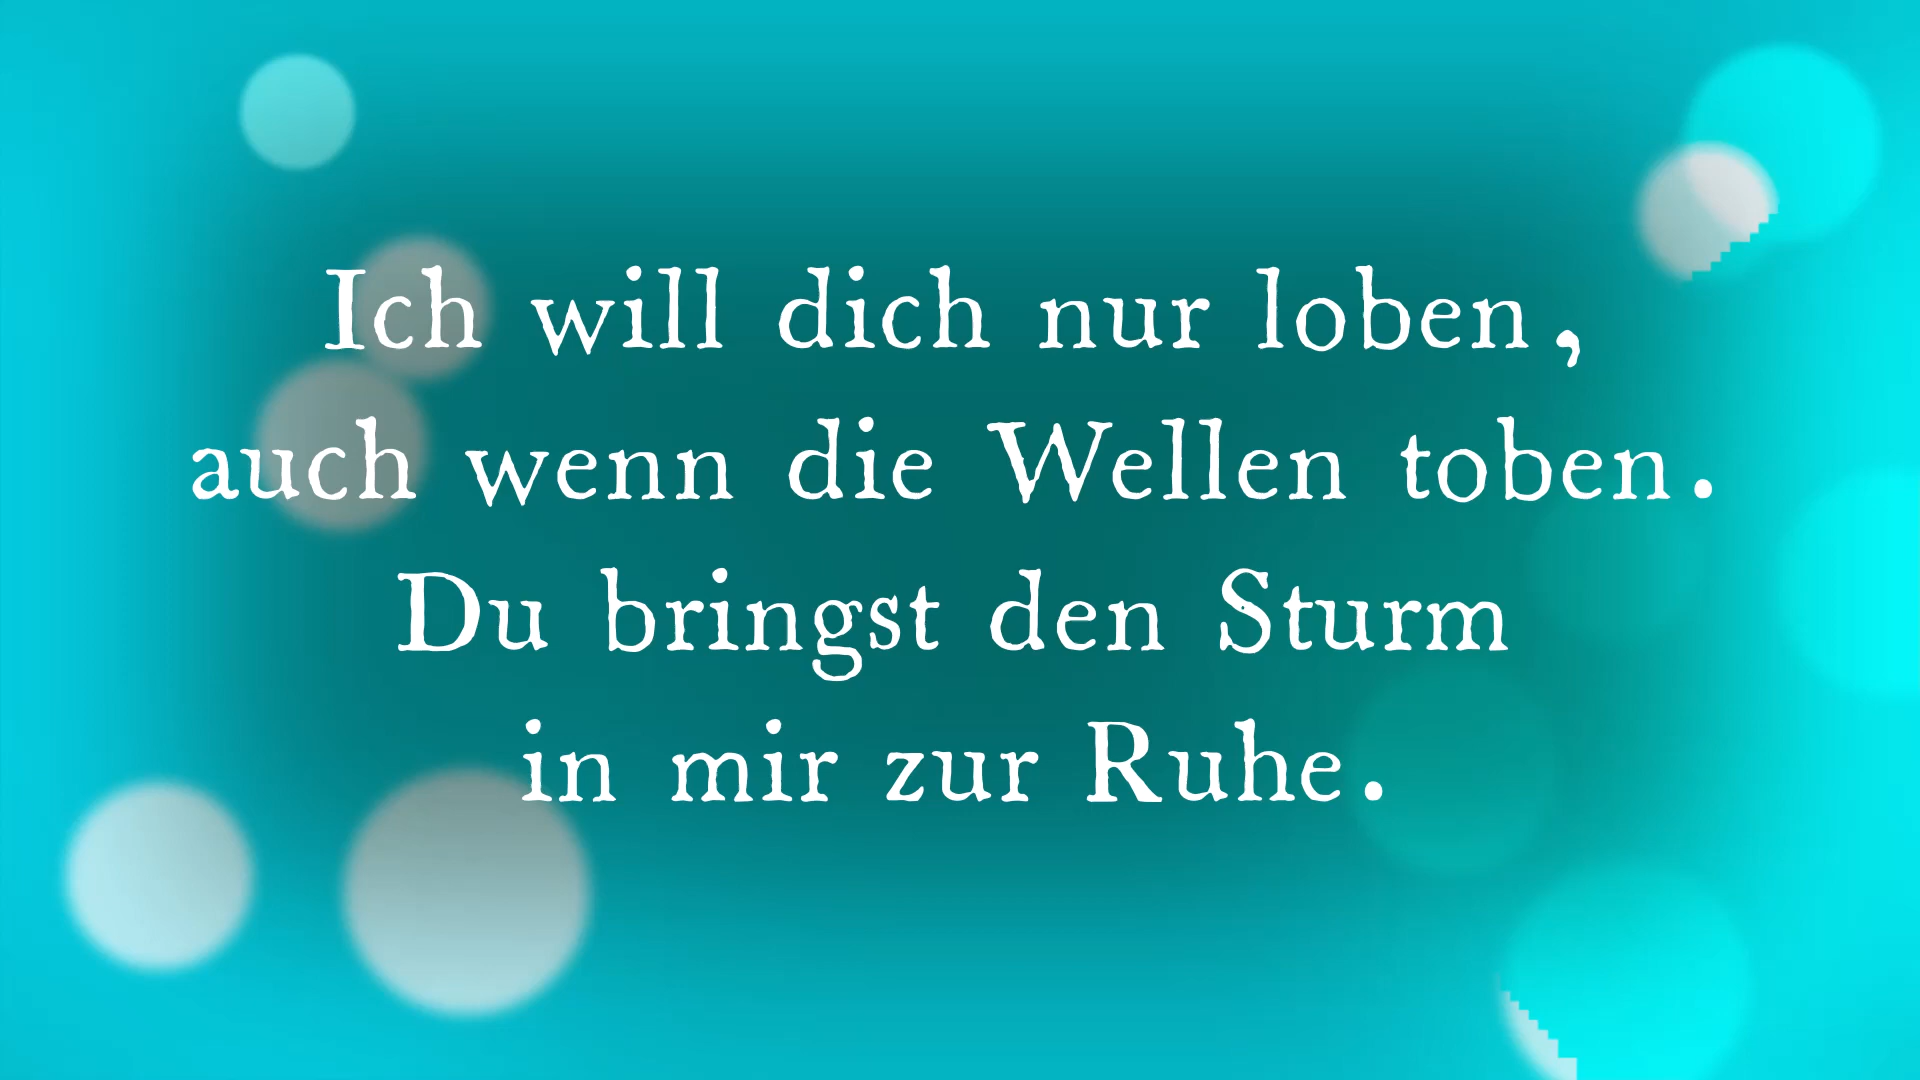 Ich will dich nur loben,
auch wenn die Wellen toben.
Du bringst den Sturm
in mir zur Ruhe.